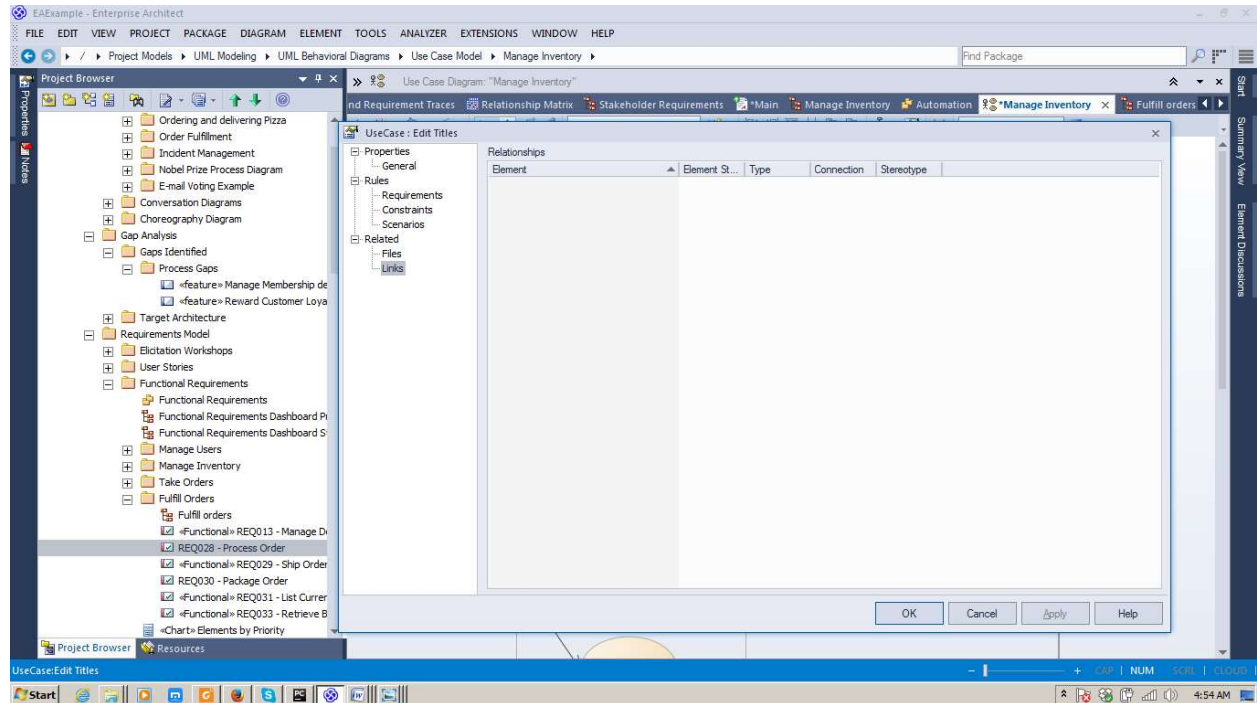 EAExample - Enterprise Architect
FILE EDIT VIEW PROJECT PACKAGE DIAGRAM ELEMENT TOOLS ANALYZER EXTENSIONS WINDOW HELP
/ Project Models UML Modeling UML Behavioral Diagrams Use Case Model Manage Inventory
Find Package
Project Browser
Use Case Diagram: "Manage Inventory"
nd Requirement Traces Relationship Matrix Stakeholder Requirements *Main Manage Inventory Automation *Manage Inventory Fulfill orders
Properties
Notes
Start
Summary View
Element Discussions
Ordering and delivering Pizza
Order Fulfillment
Incident Management
Nobel Prize Process Diagram
E-mail Voting Example
Conversation Diagrams
Choreography Diagram
Gap Analysis
Gaps Identified
Process Gaps
«feature» Manage Membership de
«feature» Reward Customer Loya
Target Architecture
Requirements Model
Elicitation Workshops
User Stories
Functional Requirements
Functional Requirements
Functional Requirements Dashboard P
Functional Requirements Dashboard S
Manage Users
Manage Inventory
Take Orders
Fulfill Orders
Fulfill orders
«Functional» REQ013 - Manage D
REQ028 - Process Order
«Functional» REQ029 - Ship Order
REQ030 - Package Order
«Functional» REQ031 - List Curren
«Functional» REQ033 - Retrieve B
«Chart» Elements by Priority
Project Browser Resources
UseCase : Edit Titles
Properties
General
Rules
Requirements
Constraints
Scenarios
Related
Files
Links
Relationships
Element Element St... Type Connection Stereotype
OK Cancel Apply Help
UseCase:Edit Titles
CAP NUM SCRL CLOUD
Start
4:54 AM